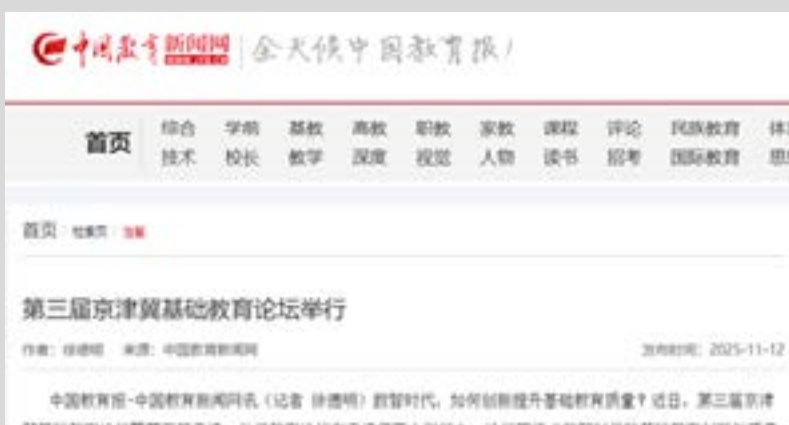 中国教育新闻网 全天候中国教育报!
首页
综合 学前 基教 高教 职教 家教 课程 评论 民族教育
技术 校长 教学 深度 视觉 人物 读书 招考 国际教育
首页
第三届京津冀基础教育论坛举行
作者: 徐德明 来源: 中国教育新闻网 发布时间: 2025-11-12
中国教育报-中国教育新闻网讯(记者 徐德明)数智时代,如何创新提升基础教育质量?近日,第三届京津